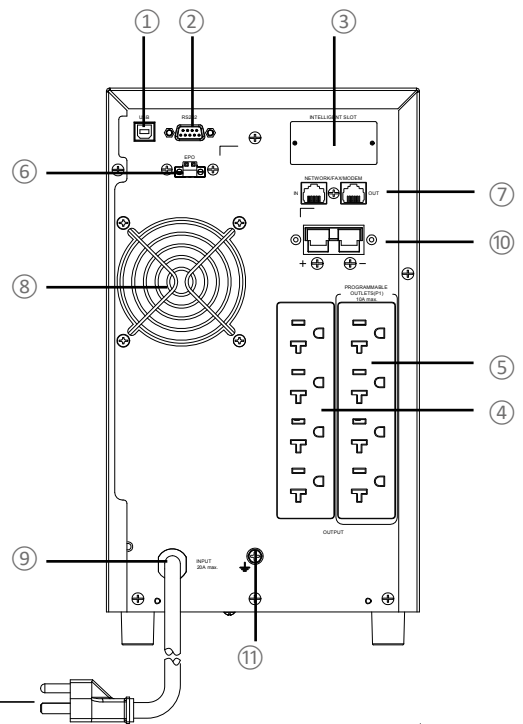 ① ② ③
USB RS232 INTELLIGENT SLOT
EPO
⑥
NETWORK/FAX/MODEM
IN OUT ⑦
⑩
+ −
⑧
PROGRAMMABLE
OUTLETS(P1)
10A max.
⑤
④
OUTPUT
⑨
INPUT
20A max.
⑪